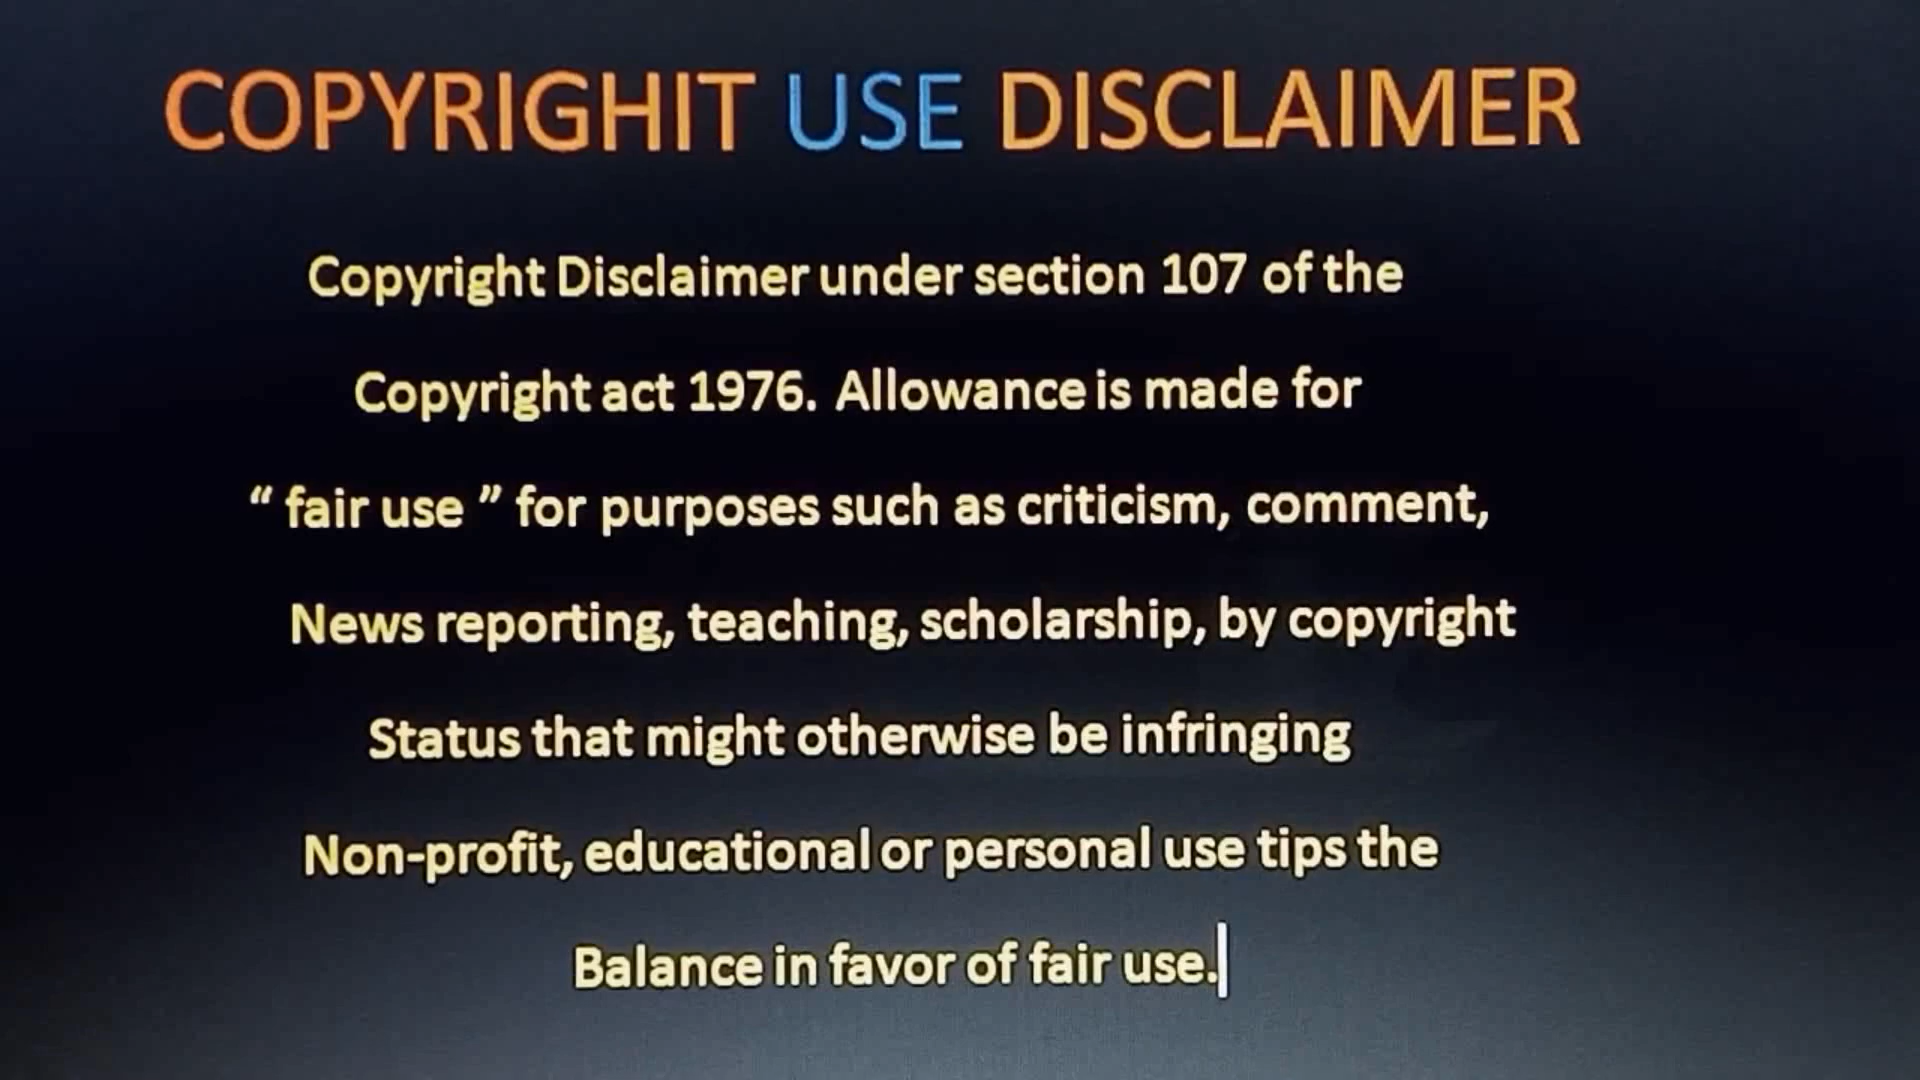 COPYRIGHIT USE DISCLAIMER
Copyright Disclaimer under section 107 of the
Copyright act 1976. Allowance is made for
“ fair use ” for purposes such as criticism, comment,
News reporting, teaching, scholarship, by copyright
Status that might otherwise be infringing
Non-profit, educational or personal use tips the
Balance in favor of fair use.